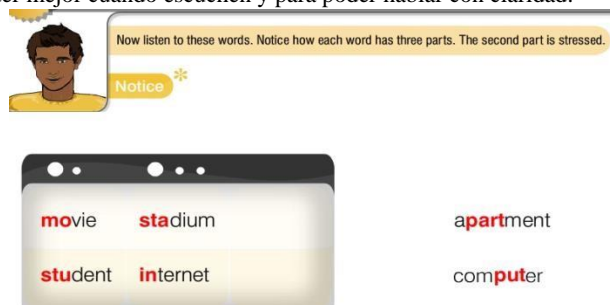 mejor cuando escuchen y para poder hablar con claridad.
Now listen to these words. Notice how each word has three parts. The second part is stressed.
Notice *
movie stadium apartment
student internet computer